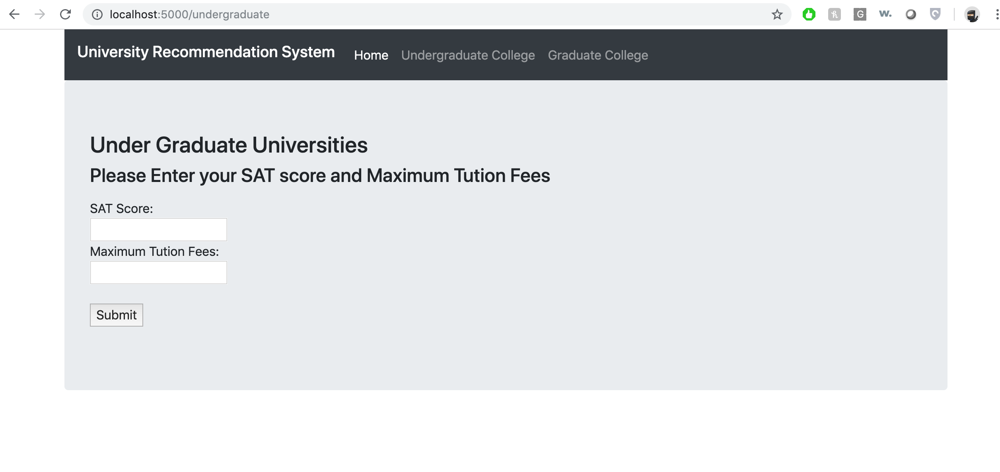 localhost:5000/undergraduate
University Recommendation System Home Undergraduate College Graduate College
Under Graduate Universities
Please Enter your SAT score and Maximun Tution Fees
SAT Score:
Maximum Tution Fees:
Submit